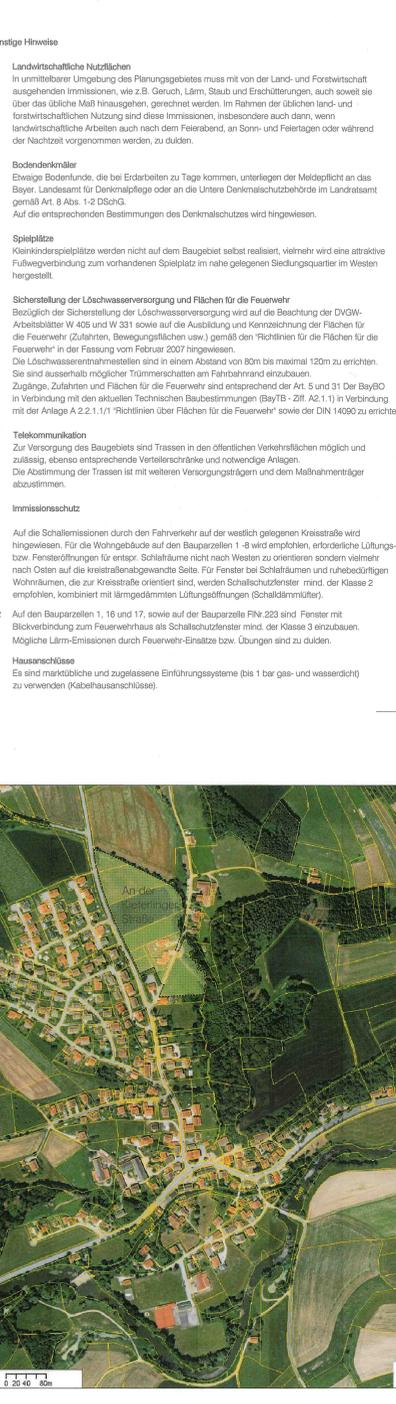 nstige Hinweise
Landwirtschaftliche Nutzflächen
In unmittelbarer Umgebung des Planungsgebietes muss mit von der Land- und Forstwirtschaft
ausgehenden Immissionen, wie z.B. Geruch, Lärm, Staub und Erschütterungen, auch soweit sie
über das übliche Maß hinausgehen, gerechnet werden. Im Rahmen der üblichen land- und
forstwirtschaftlichen Nutzung sind diese Immissionen, insbesondere auch dann, wenn
landwirtschaftliche Arbeiten auch nach dem Feierabend, an Sonn- und Feiertagen oder während
der Nachtzeit vorgenommen werden, zu dulden.
Bodendenkmäler
Etwaige Bodenfunde, die bei Erdarbeiten zu Tage kommen, unterliegen der Meldepflicht an das
Bayer. Landesamt für Denkmalpflege oder an die Untere Denkmalschutzbehörde im Landratsamt
gemäß Art. 8 Abs. 1-2 DSchG.
Auf die entsprechenden Bestimmungen des Denkmalschutzes wird hingewiesen.
Spielplätze
Kleinkinderspielplätze werden nicht auf dem Baugebiet selbst realisiert, vielmehr wird eine attraktive
Fußwegverbindung zum vorhandenen Spielplatz im nahe gelegenen Siedlungsquartier im Westen
hergestellt.
Sicherstellung der Löschwasserversorgung und Flächen für die Feuerwehr
Bezüglich der Sicherstellung der Löschwasserversorgung wird auf die Beachtung der DVGW-
Arbeitsblätter W 405 und W 331 sowie auf die Ausbildung und Kennzeichnung der Flächen für
die Feuerwehr (Zufahrten, Bewegungsflächen usw.) gemäß den "Richtlinien für die Flächen für die
Feuerwehr" in der Fassung vom Februar 2007 hingewiesen.
Die Löschwasserentnahmestellen sind in einem Abstand von 80m bis maximal 120m zu errichten.
Sie sind ausserhalb möglicher Trümmerschatten am Fahrbahnrand einzubauen.
Zugänge, Zufahrten und Flächen für die Feuerwehr sind entsprechend der Art. 5 und 31 Der BayBO
in Verbindung mit den aktuellen Technischen Baubestimmungen (BayTB - Ziff. A2.1.1) in Verbindung
mit der Anlage A 2.2.1.1/1 "Richtlinien über Flächen für die Feuerwehr" sowie der DIN 14090 zu errichte
Telekommunikation
Zur Versorgung des Baugebiets sind Trassen in den öffentlichen Verkehrsflächen möglich und
zulässig, ebenso entsprechende Verteilerschränke und notwendige Anlagen.
Die Abstimmung der Trassen ist mit weiteren Versorgungsträgern und dem Maßnahmenträger
abzustimmen.
Immissionsschutz
Auf die Schallemissionen durch den Fahrverkehr auf der westlich gelegenen Kreisstraße wird
hingewiesen. Für die Wohngebäude auf den Bauparzellen 1 -8 wird empfohlen, erforderliche Lüftungs-
bzw. Fensteröffnungen für entspr. Schlafräume nicht nach Westen zu orientieren sondern vielmehr
nach Osten auf die kreistraßenabgewandte Seite. Für Fenster bei Schlafräumen und ruhebedürftigen
Wohnräumen, die zur Kreisstraße orientiert sind, werden Schallschutzfenster mind. der Klasse 2
empfohlen, kombiniert mit lärmgedämmten Lüftungsöffnungen (Schalldämmlüfter).
Auf den Bauparzellen 1, 16 und 17, sowie auf der Bauparzelle FlNr.223 sind Fenster mit
Blickverbindung zum Feuerwehrhaus als Schallschutzfenster mind. der Klasse 3 einzubauen.
Mögliche Lärm-Emissionen durch Feuerwehr-Einsätze bzw. Übungen sind zu dulden.
Hausanschlüsse
Es sind marktübliche und zugelassene Einführungssysteme (bis 1 bar gas- und wasserdicht)
zu verwenden (Kabelhausanschlüsse).
An der
Kieferlinger
Straße
0 20 40 80m